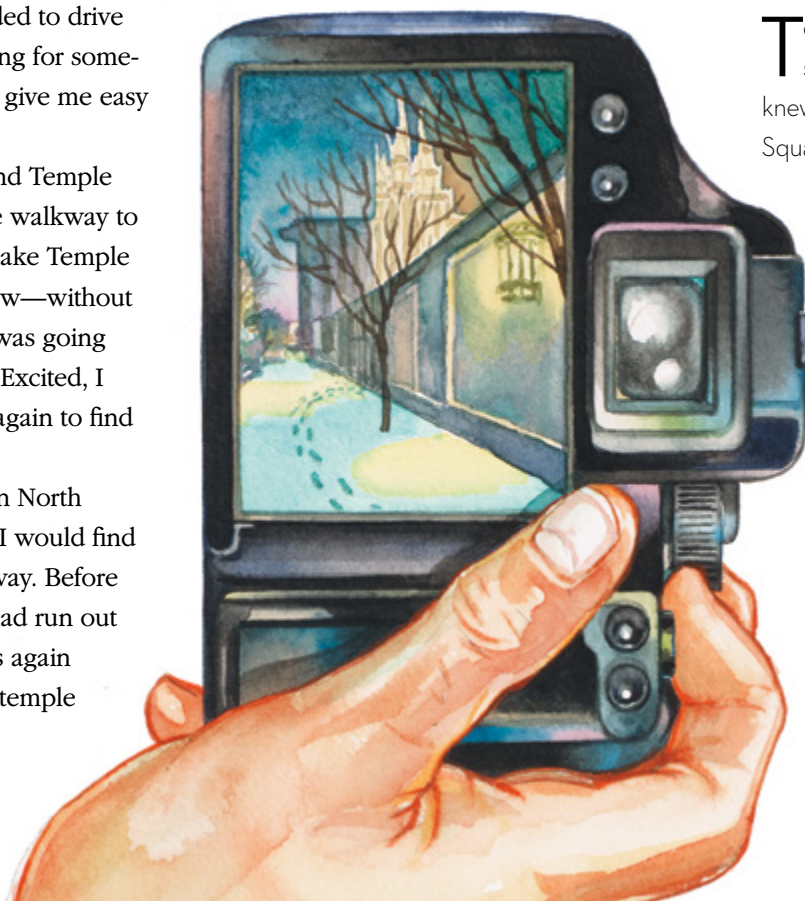 ded to drive
ng for some-
give me easy
nd Temple
e walkway to
ake Temple
w—without
was going
Excited, I
again to find
n North
I would find
way. Before
ad run out
s again
temple
T
knew
Squa